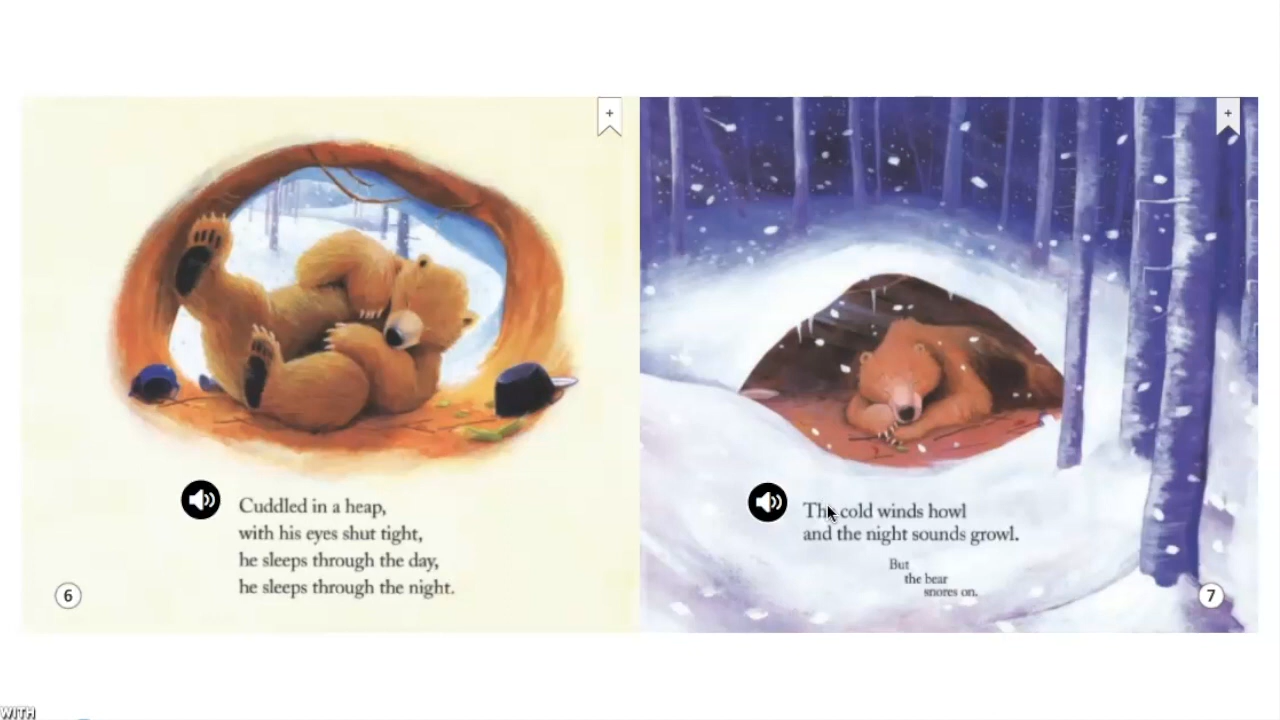 +
+
Cuddled in a heap,
with his eyes shut tight,
he sleeps through the day,
he sleeps through the night.
6
The cold winds howl
and the night sounds growl.
But
the bear
snores on.
7
WITH